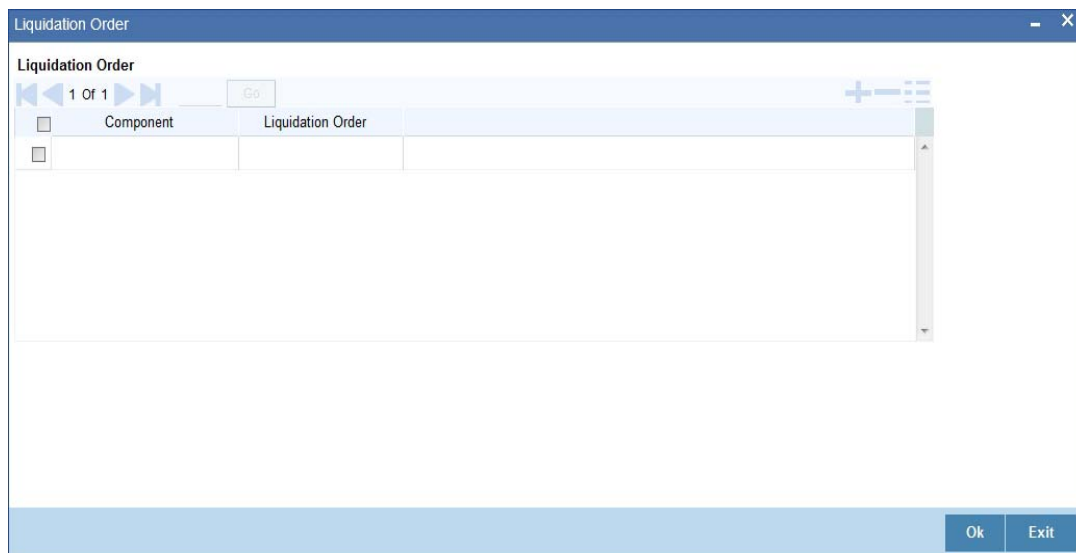 Liquidation Order
Liquidation Order
1 Of 1 Go
Component Liquidation Order
Ok Exit